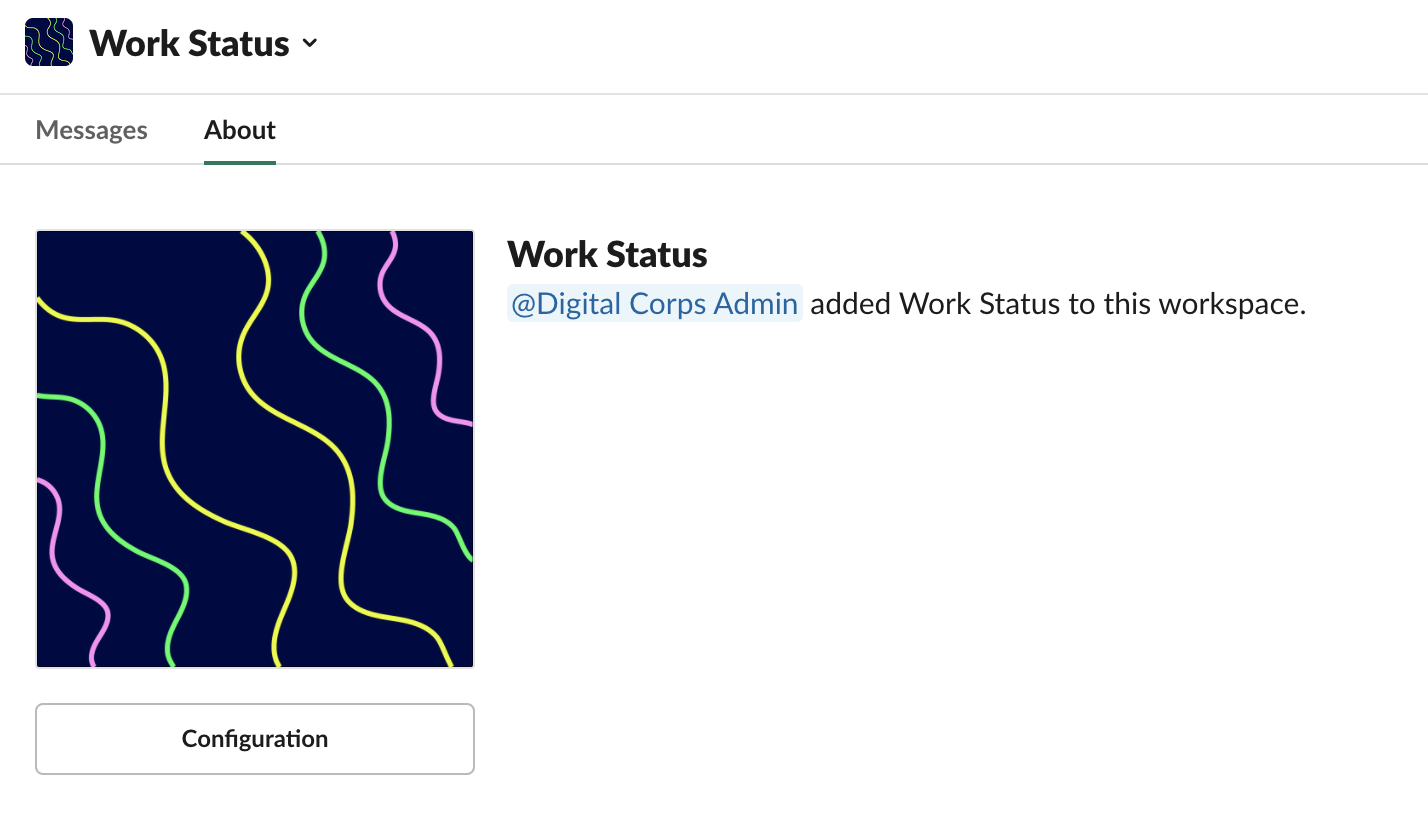 Work Status
Messages About
Work Status
@Digital Corps Admin added Work Status to this workspace.
Configuration